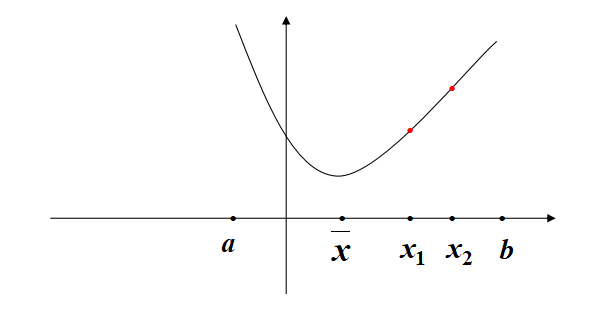 a x̅ x₁ x₂ b